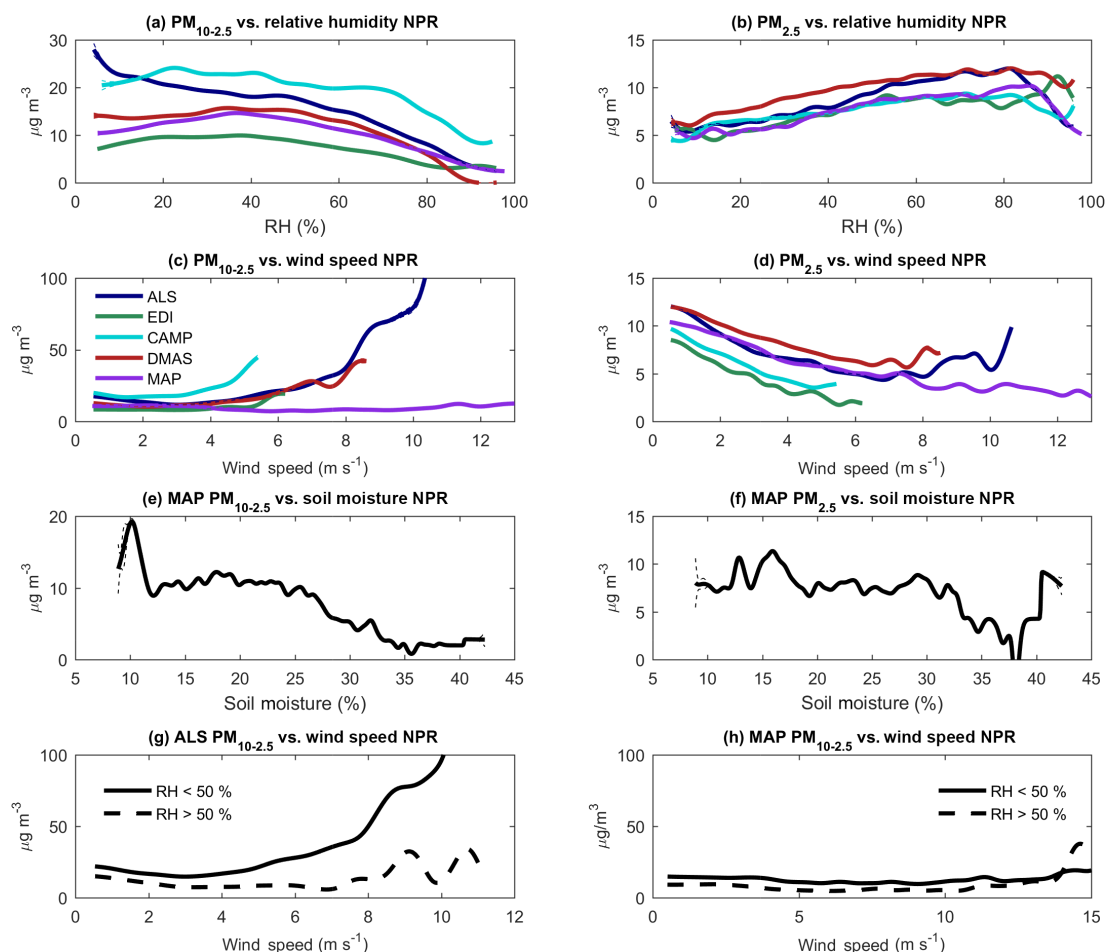 (a) PM10-2.5 vs. relative humidity NPR
μg m-3
30
20
10
0
0 20 40 60 80 100
RH (%)
(b) PM2.5 vs. relative humidity NPR
μg m-3
15
10
5
0
0 20 40 60 80 100
RH (%)
(c) PM10-2.5 vs. wind speed NPR
μg m-3
100
50
0
ALS
EDI
CAMP
DMAS
MAP
0 2 4 6 8 10 12
Wind speed (m s-1)
(d) PM2.5 vs. wind speed NPR
μg m-3
15
10
5
0
0 2 4 6 8 10 12
Wind speed (m s-1)
(e) MAP PM10-2.5 vs. soil moisture NPR
μg m-3
20
10
0
5 10 15 20 25 30 35 40 45
Soil moisture (%)
(f) MAP PM2.5 vs. soil moisture NPR
μg m-3
15
10
5
0
5 10 15 20 25 30 35 40 45
Soil moisture (%)
(g) ALS PM10-2.5 vs. wind speed NPR
μg m-3
100
50
0
RH < 50 %
RH > 50 %
0 2 4 6 8 10 12
Wind speed (m s-1)
(h) MAP PM10-2.5 vs. wind speed NPR
μg/m3
100
50
0
RH < 50 %
RH > 50 %
0 5 10 15
Wind speed (m s-1)